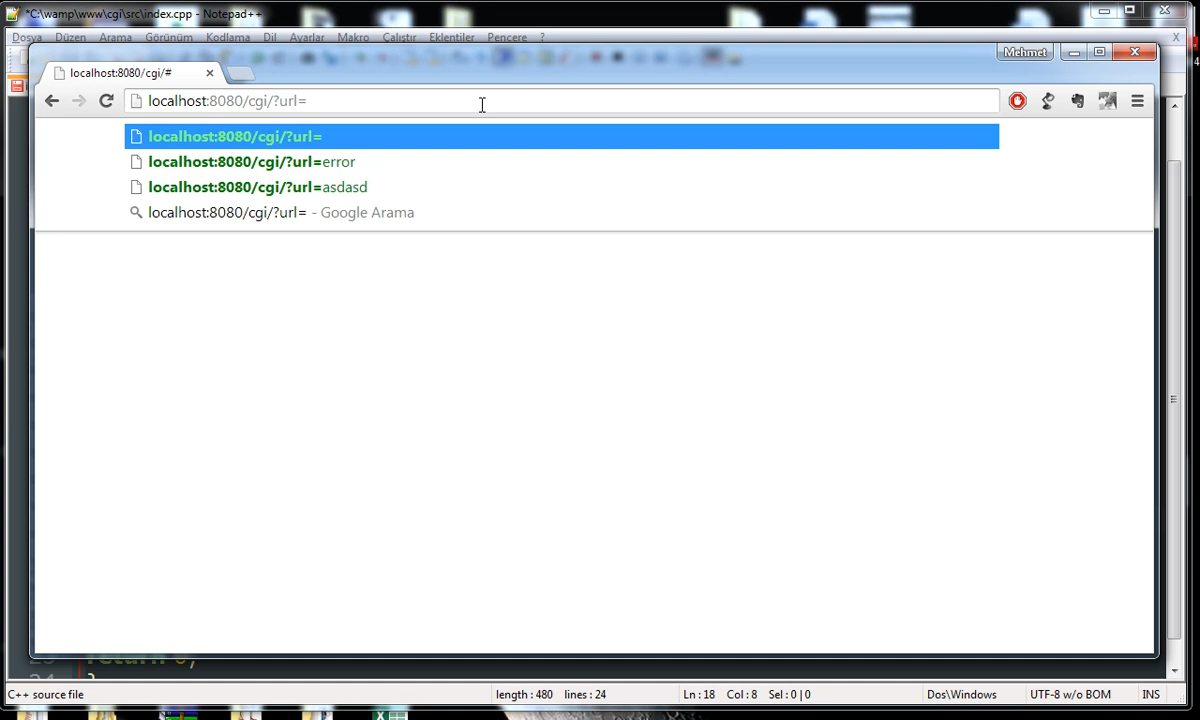 *C:\wamp\www\cgi\src\index.cpp - Notepad++
Dosya Düzen Arama Görünüm Kodlama Dil Ayarlar Makro Çalıştır Eklentiler Pencere ? X
Mehmet
localhost:8080/cgi/#
localhost:8080/cgi/?url=
localhost:8080/cgi/?url=
localhost:8080/cgi/?url=error
localhost:8080/cgi/?url=asdasd
localhost:8080/cgi/?url= - Google Arama
C++ source file length : 480 lines : 24 Ln : 18 Col : 8 Sel : 0 | 0 Dos\Windows UTF-8 w/o BOM INS